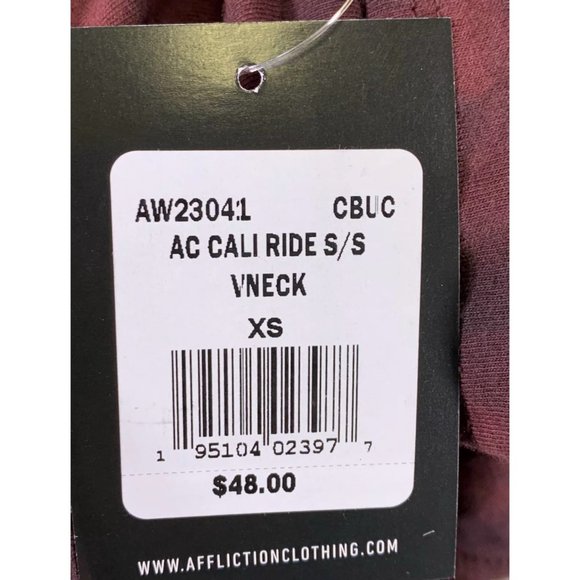 AW23041 CBUC
AC CALI RIDE S/S
VNECK
XS
1 95104 02397 7
$48.00
WWW.AFFLICTIONCLOTHING.COM